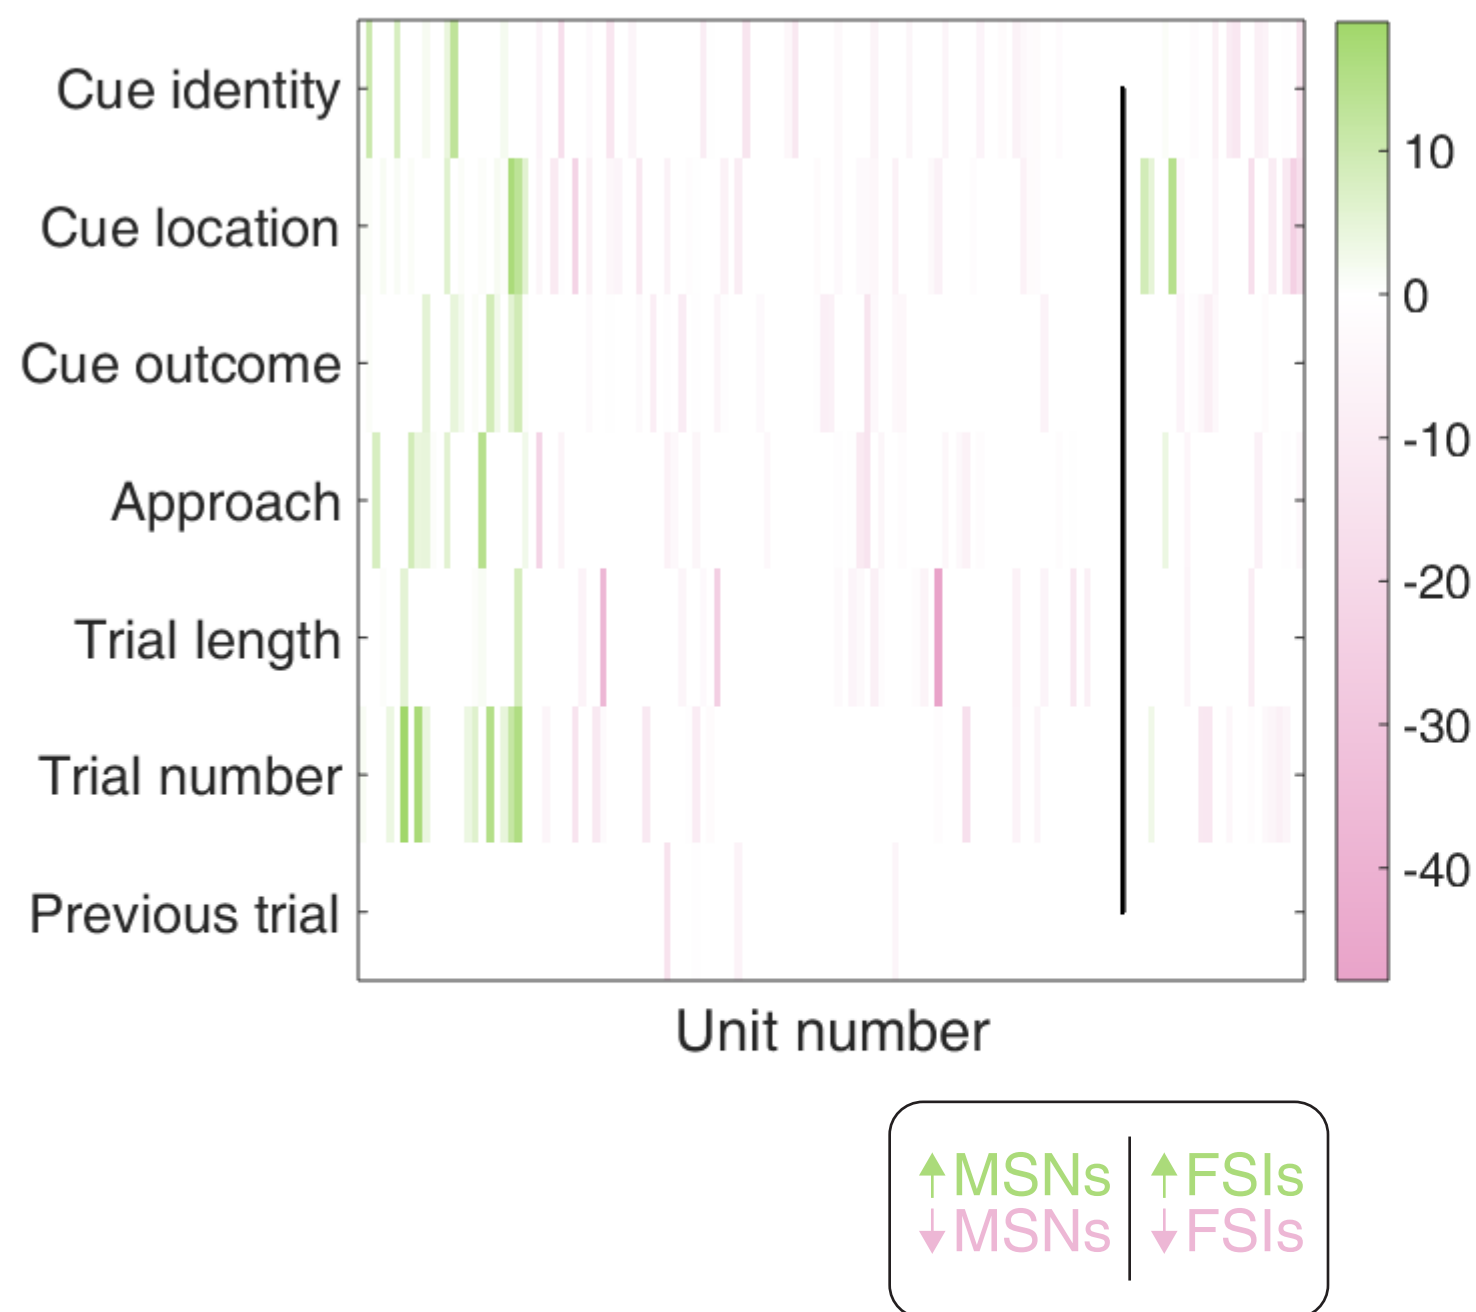 Cue identity
Cue location
Cue outcome
Approach
Trial length
Trial number
Previous trial
10
0
-10
-20
-30
-40
Unit number
↑MSNs | ↑FSIs
↓MSNs | ↓FSIs